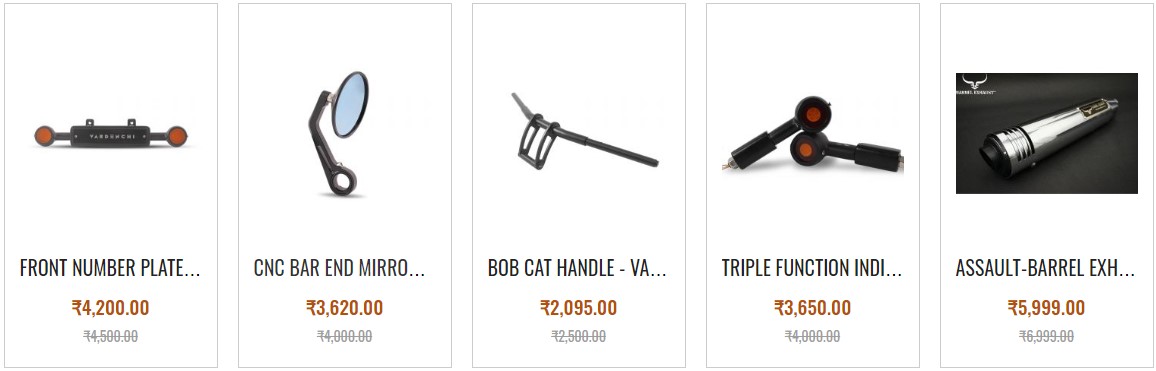 VARDENCHI
BARREL EXHAUST
FRONT NUMBER PLATE...
₹4,200.00
₹4,500.00
CNC BAR END MIRRO...
₹3,620.00
₹4,000.00
BOB CAT HANDLE - VA...
₹2,095.00
₹2,500.00
TRIPLE FUNCTION INDI...
₹3,650.00
₹4,000.00
ASSAULT-BARREL EXH...
₹5,999.00
₹6,999.00